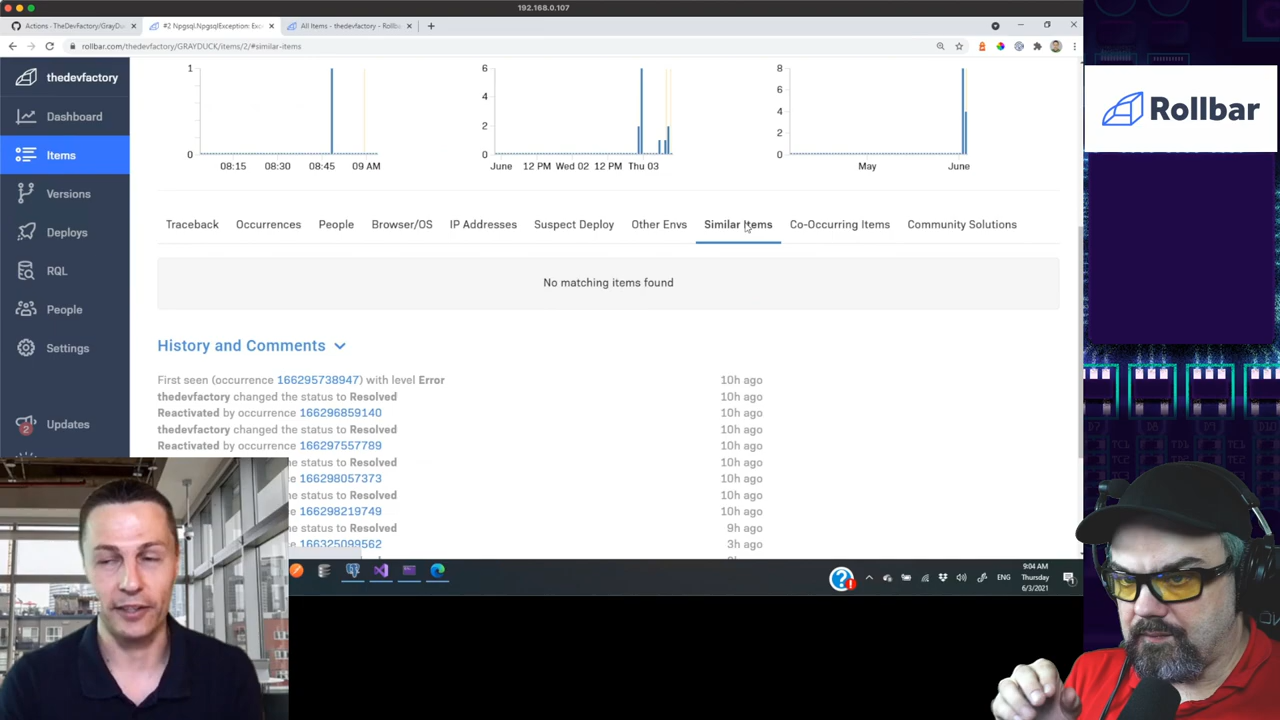 192.168.0.107
Actions - TheDevFactory/GrayDu
#2 Npgsql.NpgsqlException: Exc
All Items - thedevfactory - Rollba
rollbar.com/thedevfactory/GRAYDUCK/items/2/#similar-items
thedevfactory
Dashboard
Items
Versions
Deploys
RQL
People
Settings
Updates
2
1
0
08:15 08:30 08:45 09 AM
6
4
2
0
June 12 PM Wed 02 12 PM Thu 03
8
6
4
2
0
May June
Traceback Occurrences People Browser/OS IP Addresses Suspect Deploy Other Envs Similar Items Co-Occurring Items Community Solutions
No matching items found
History and Comments
First seen (occurrence 166295738947) with level Error 10h ago
thedevfactory changed the status to Resolved 10h ago
Reactivated by occurrence 166296859140 10h ago
thedevfactory changed the status to Resolved 10h ago
Reactivated by occurrence 166297557789 10h ago
e status to Resolved 10h ago
166298057373 10h ago
e status to Resolved 10h ago
166298219749 10h ago
e status to Resolved 9h ago
166325099562 3h ago
ENG
9:04 AM
Thursday
6/3/2021
Rollbar
D7 D8 D9 D10